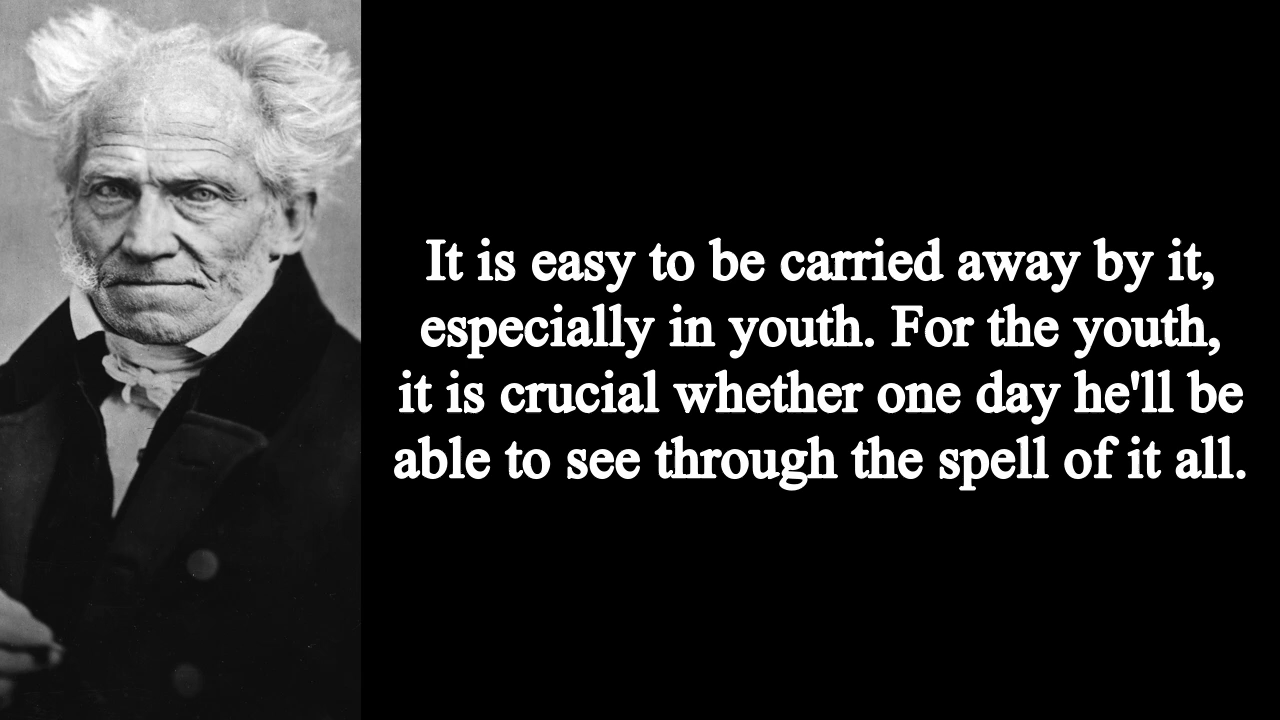 It is easy to be carried away by it,
especially in youth. For the youth,
it is crucial whether one day he'll be
able to see through the spell of it all.